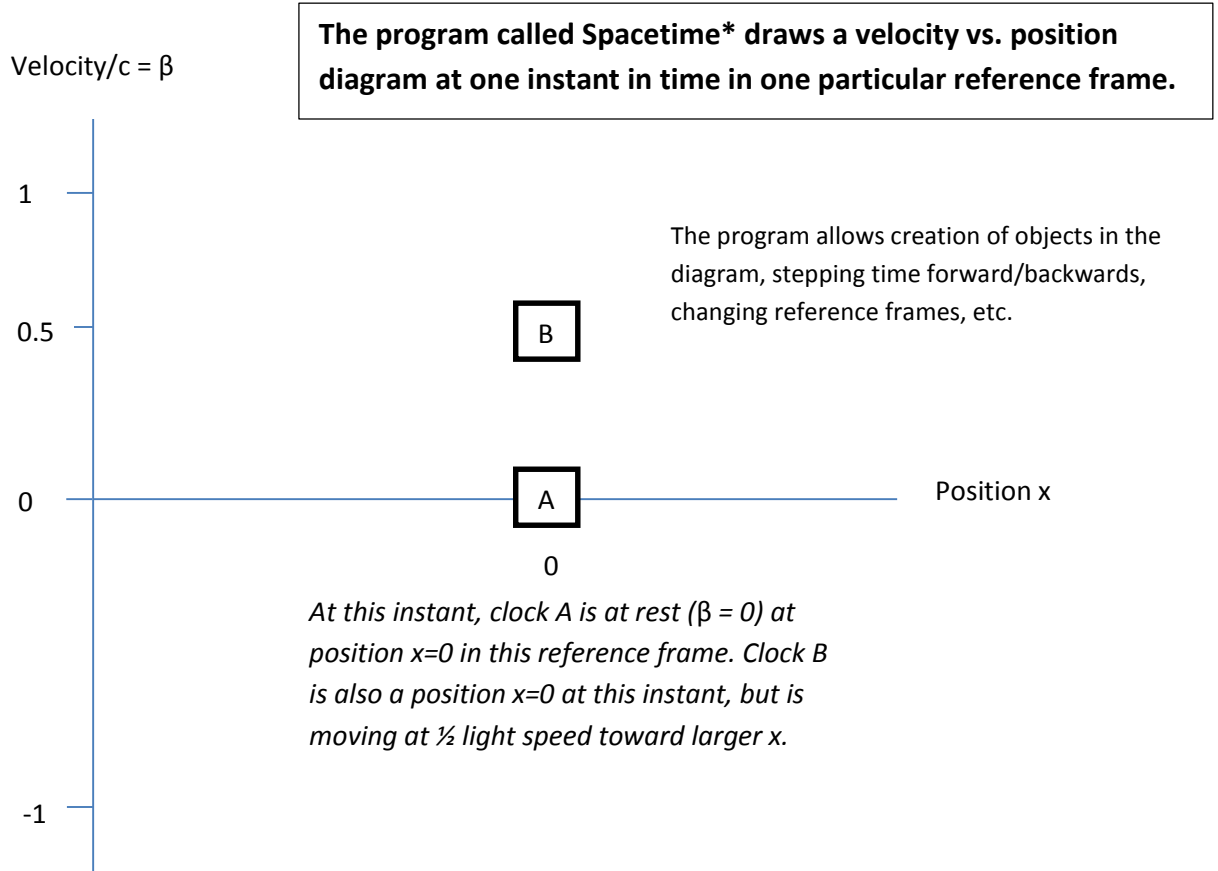 The program called Spacetime* draws a velocity vs. position
diagram at one instant in time in one particular reference frame.
Velocity/c = β
1
The program allows creation of objects in the
diagram, stepping time forward/backwards,
changing reference frames, etc.
0.5
B
0
A
Position x
0
At this instant, clock A is at rest (β = 0) at
position x=0 in this reference frame. Clock B
is also a position x=0 at this instant, but is
moving at ½ light speed toward larger x.
-1